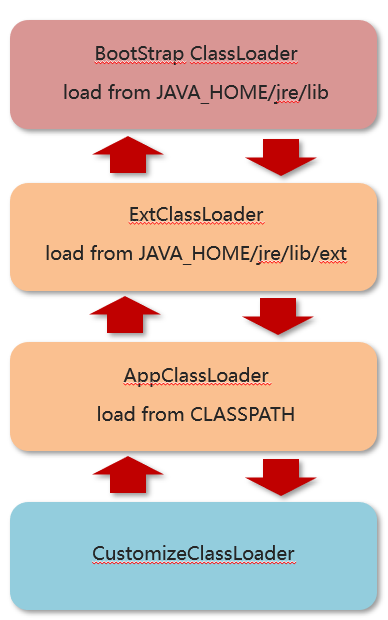 BootStrap ClassLoader
load from JAVA_HOME/jre/lib
ExtClassLoader
load from JAVA_HOME/jre/lib/ext
AppClassLoader
load from CLASSPATH
CustomizeClassLoader